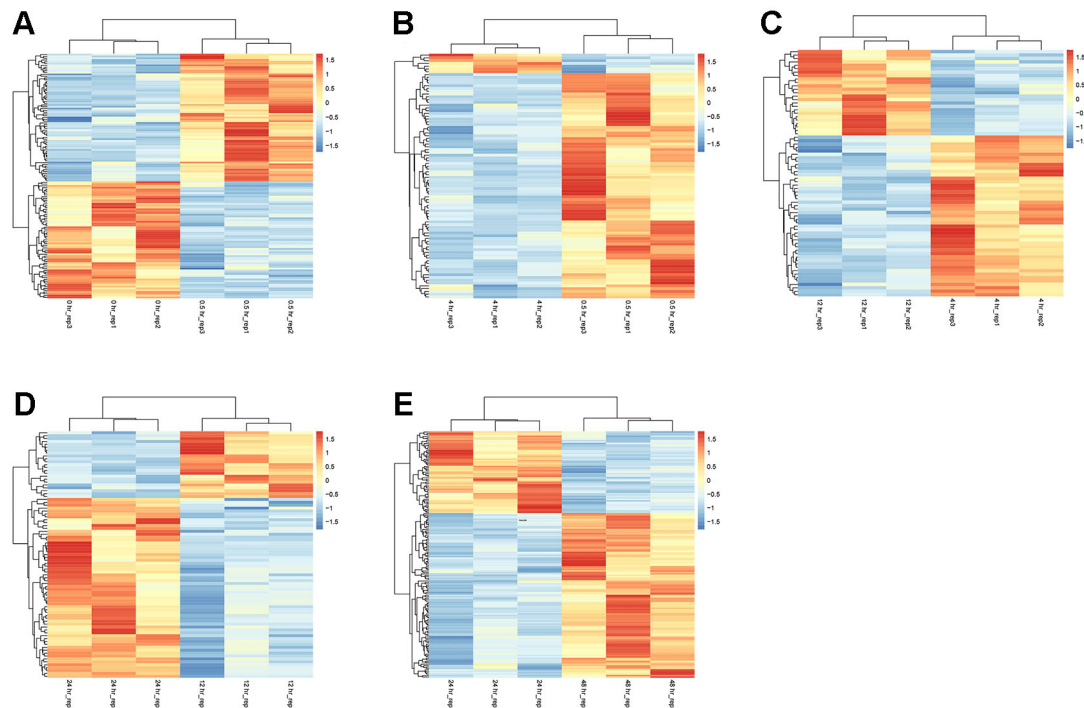 A
1.5
1
0.5
0
−0.5
−1
−1.5
0 hr_rep3
0 hr_rep1
0 hr_rep2
0.5 hr_rep3
0.5 hr_rep1
0.5 hr_rep2
B
1.5
1
0.5
0
−0.5
−1
−1.5
4 hr_rep3
4 hr_rep1
4 hr_rep2
0.5 hr_rep3
0.5 hr_rep1
0.5 hr_rep2
C
1.5
1
0.5
0
−0.5
−1
12 hr_rep3
12 hr_rep1
12 hr_rep2
4 hr_rep3
4 hr_rep1
4 hr_rep2
D
1.5
1
0.5
0
−0.5
−1
−1.5
24 hr_rep
24 hr_rep
24 hr_rep
12 hr_rep
12 hr_rep
12 hr_rep
E
1.5
1
0.5
0
−0.5
−1
−1.5
24 hr_rep
24 hr_rep
24 hr_rep
48 hr_rep
48 hr_rep
48 hr_rep